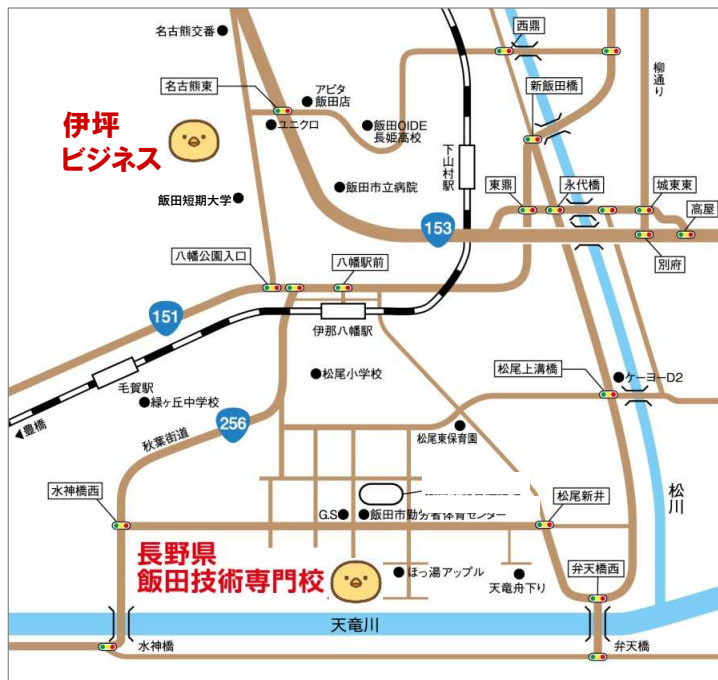 名古熊交番
西鼎
柳通り
名古熊東
アピタ
飯田店
新飯田橋
伊坪
ビジネス
ユニクロ
飯田OIDE
長姫高校
下山村駅
飯田短期大学
飯田市立病院
東鼎
永代橋
城東東
高屋
153
別府
八幡公園入口
八幡駅前
151
伊那八幡駅
毛賀駅
松尾小学校
松尾上溝橋
ケーヨーD2
緑ヶ丘中学校
豊橋
秋葉街道
256
松尾東保育園
水神橋西
松尾新井
松川
G.S
飯田市勤労者体育センター
長野県
飯田技術専門校
ほっ湯アップル
天竜舟下り
弁天橋西
天竜川
水神橋
弁天橋